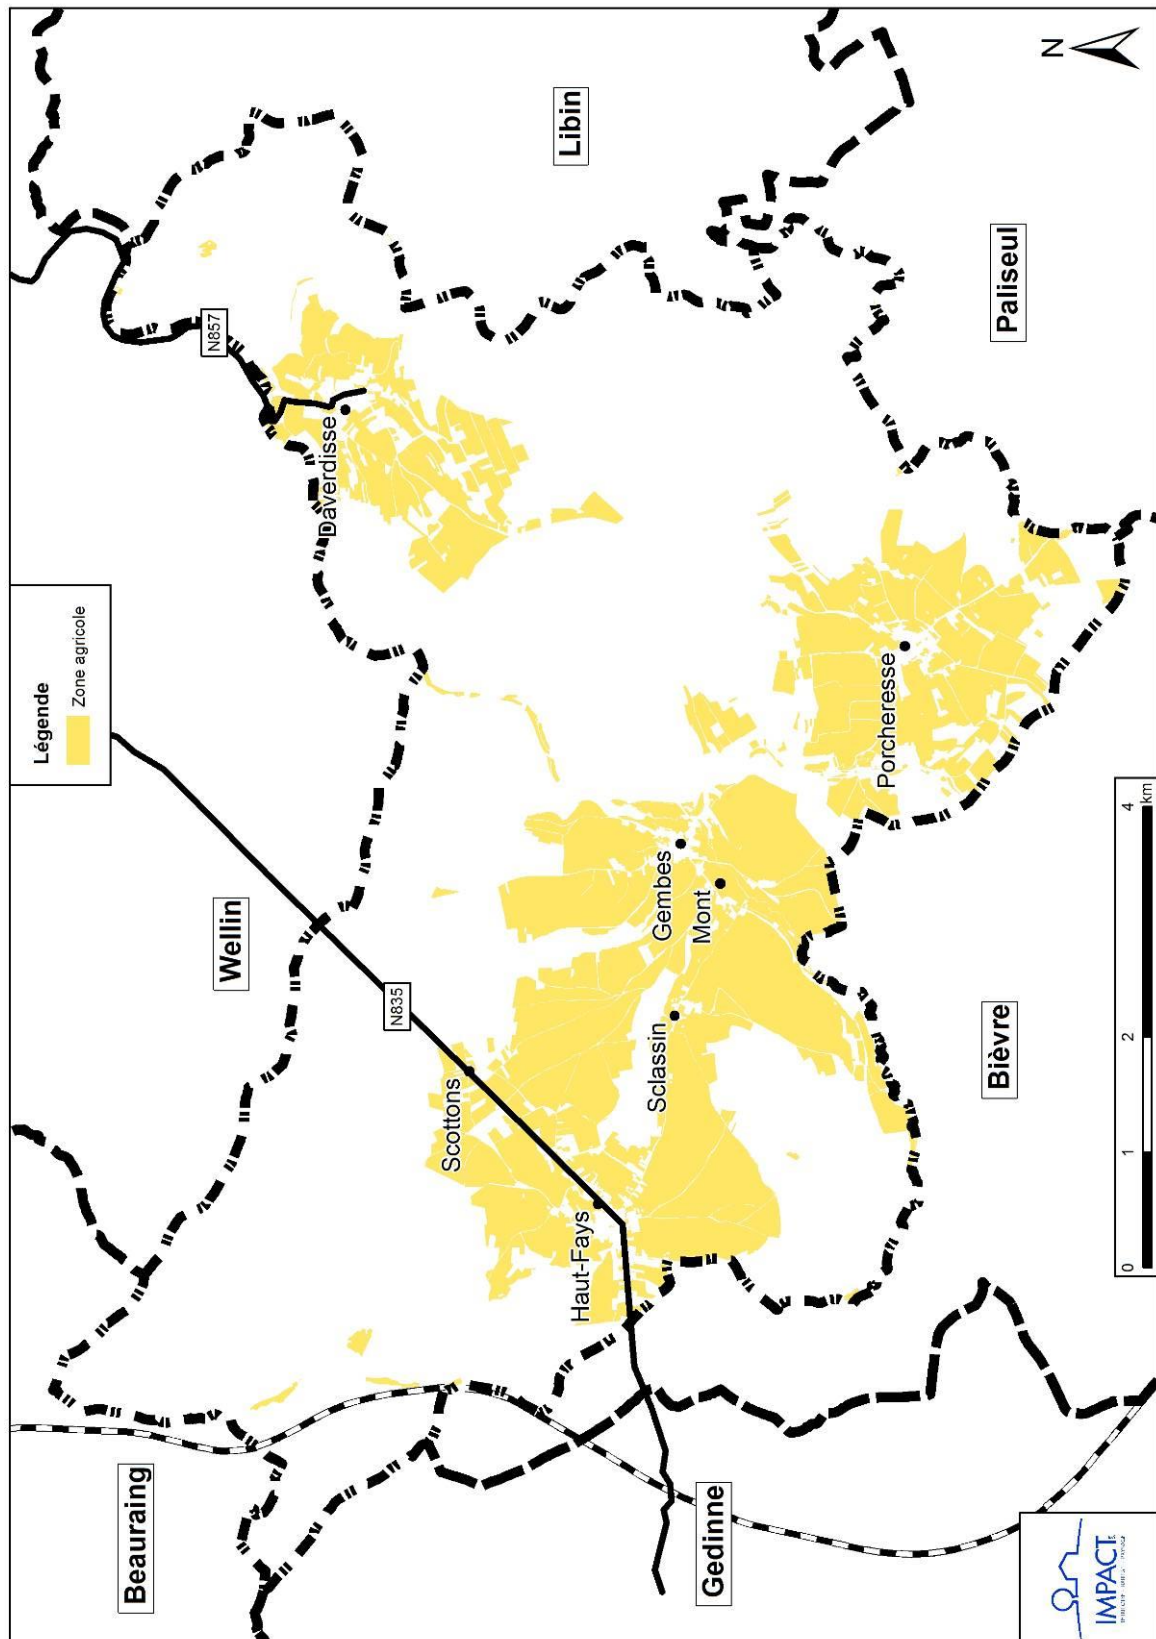 Beauraing
Wellin
Légende
Zone agricole
N857
Daverdisse
N
Libin
N835
Scottons
Haut-Fays
Sclassin
Gembes
Mont
Porcheresse
Paliseul
Gedinne
Bièvre
0 1 2 4
km
IMPACT